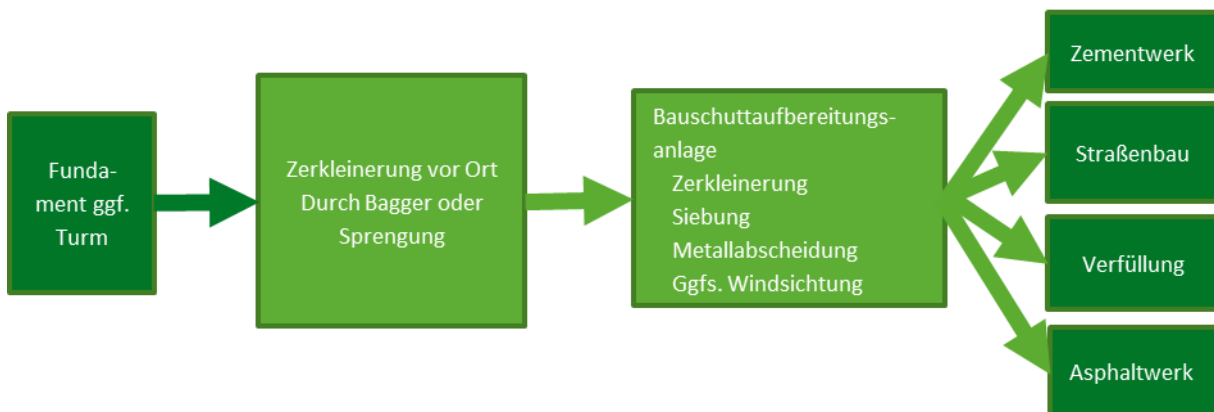 Funda-
ment ggf.
Turm
Zerkleinerung vor Ort
Durch Bagger oder
Sprengung
Bauschuttaufbereitungs-
anlage
Zerkleinerung
Siebung
Metallabscheidung
Ggfs. Windsichtung
Zementwerk
Straßenbau
Verfüllung
Asphaltwerk